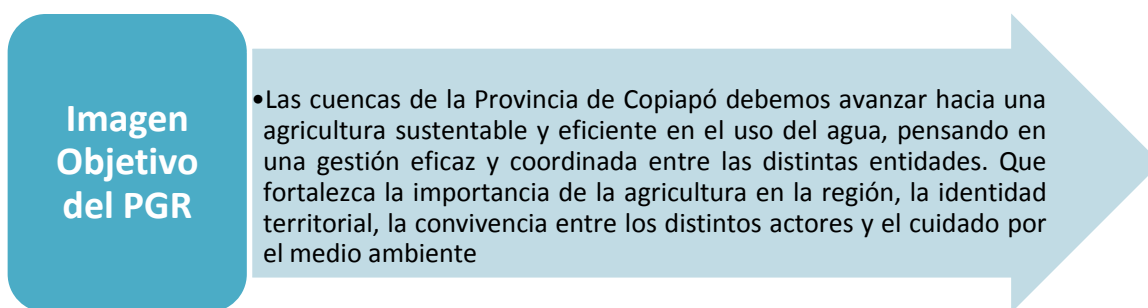 Imagen
Objetivo
del PGR
•Las cuencas de la Provincia de Copiapó debemos avanzar hacia una
agricultura sustentable y eficiente en el uso del agua, pensando en
una gestión eficaz y coordinada entre las distintas entidades. Que
fortalezca la importancia de la agricultura en la región, la identidad
territorial, la convivencia entre los distintos actores y el cuidado por
el medio ambiente